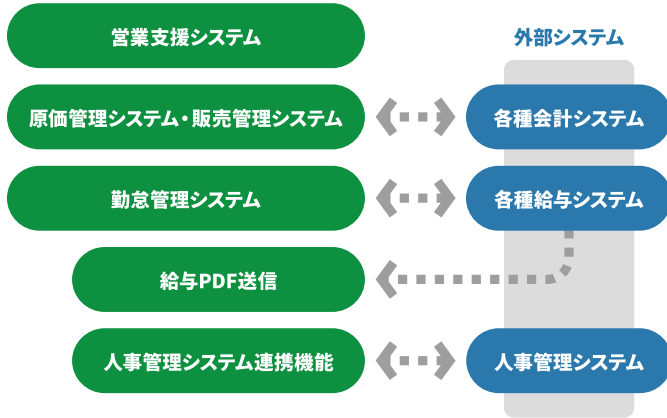 営業支援システム
外部システム
原価管理システム・販売管理システム
各種会計システム
勤怠管理システム
各種給与システム
給与PDF送信
人事管理システム連携機能
人事管理システム